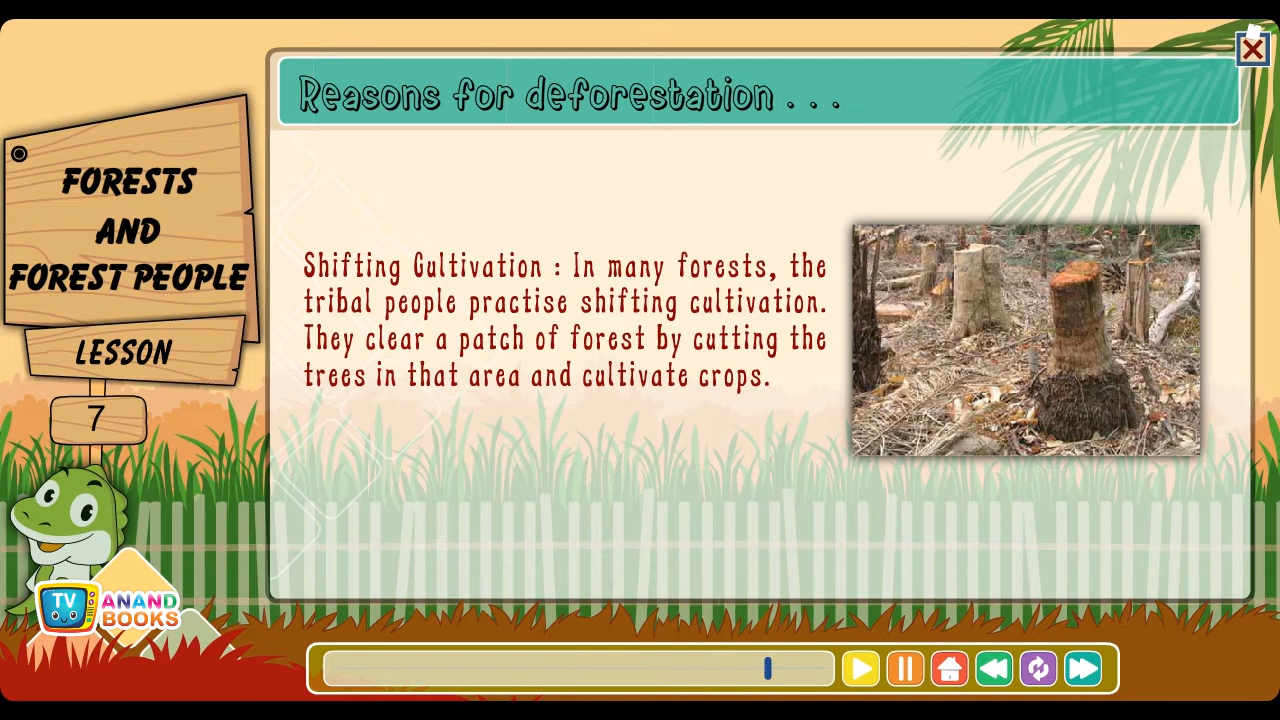 Reasons for deforestation . . .
FORESTS
AND
FOREST PEOPLE
LESSON
7
Shifting Cultivation : In many forests, the
tribal people practise shifting cultivation.
They clear a patch of forest by cutting the
trees in that area and cultivate crops.
TV
ANAND
BOOKS